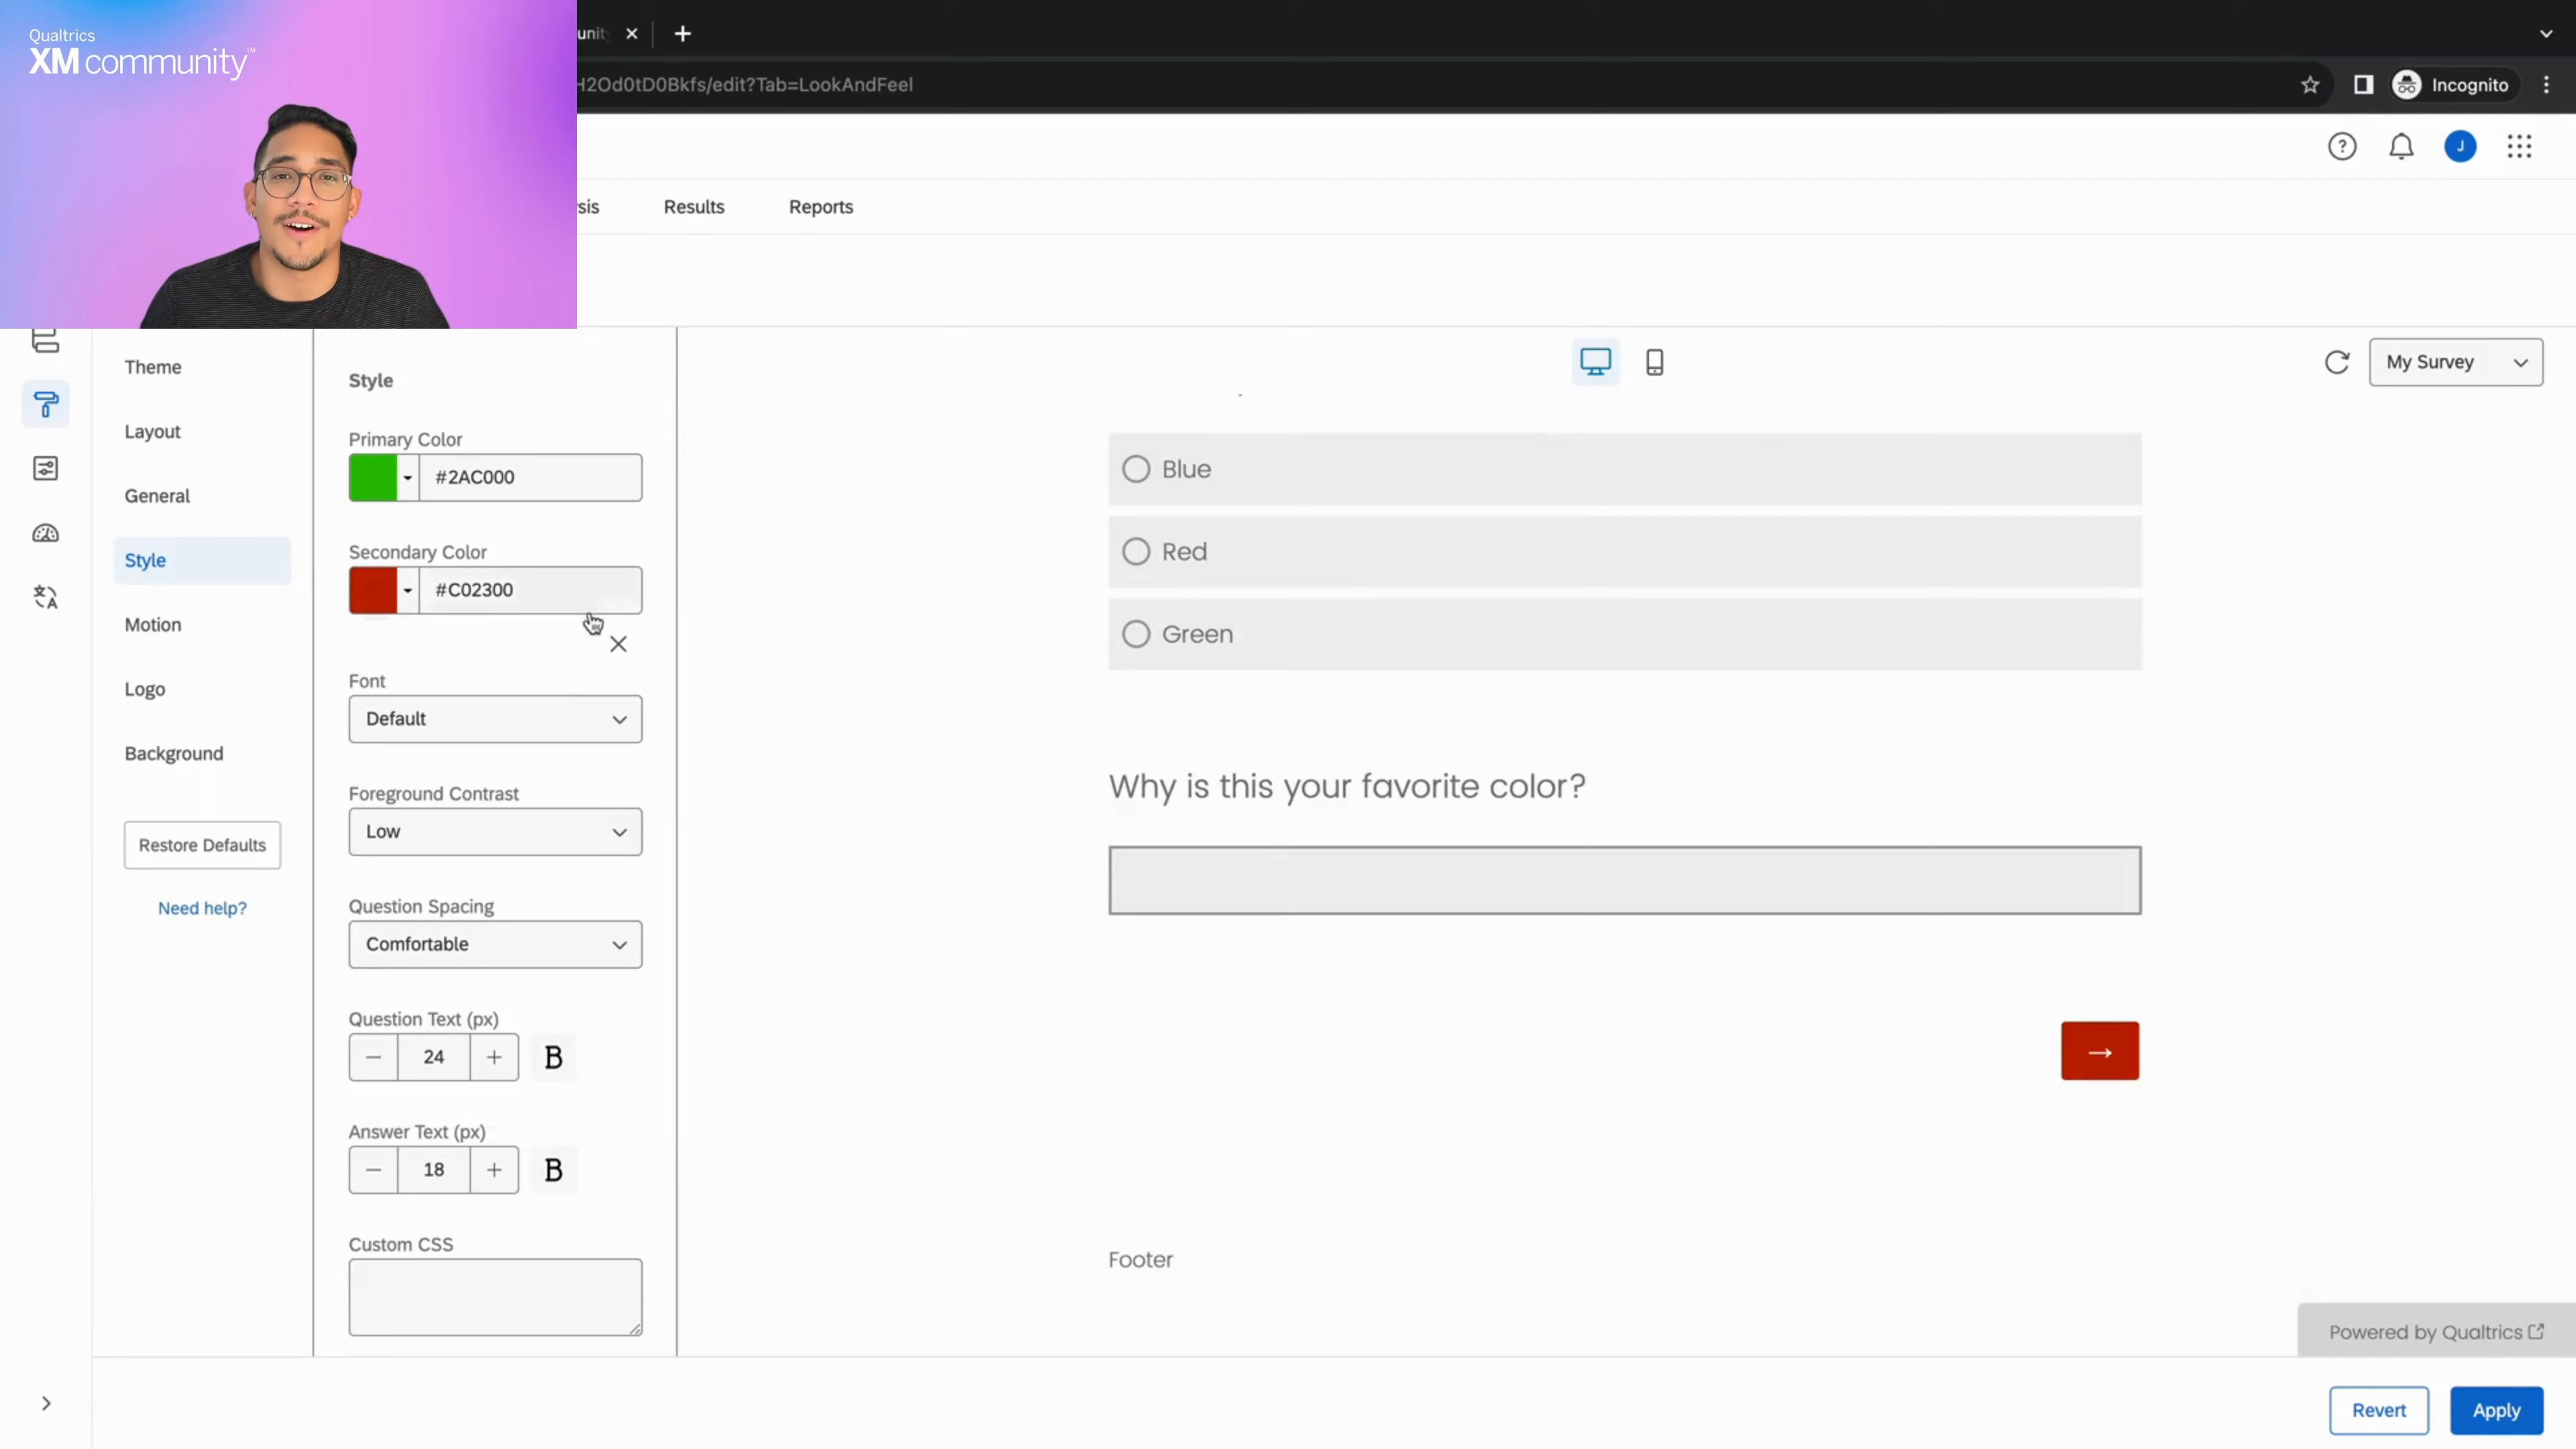 Qualtrics
XM community™
H2Od0tD0Bkfs/edit?Tab=LookAndFeel
Incognito
J
Results
Reports
Theme
Layout
General
Style
Motion
Logo
Background
Restore Defaults
Need help?
Style
Primary Color
#2AC000
Secondary Color
#C02300
Font
Default
Foreground Contrast
Low
Question Spacing
Comfortable
Question Text (px)
24
B
Answer Text (px)
18
B
Custom CSS
My Survey
Blue
Red
Green
Why is this your favorite color?
Footer
Powered by Qualtrics
Revert
Apply